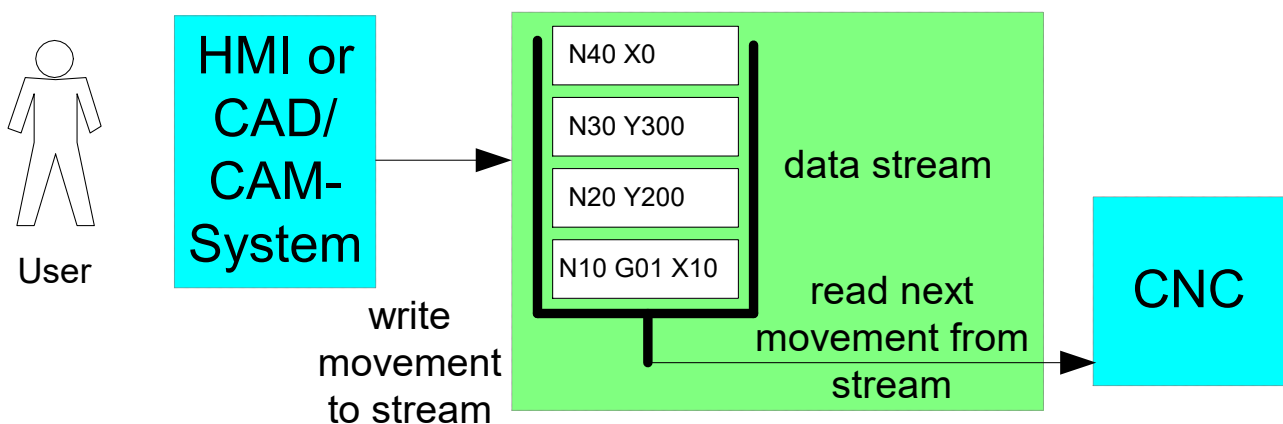 User
HMI or
CAD/
CAM-
System
write
movement
to stream
N40 X0
N30 Y300
N20 Y200
N10 G01 X10
data stream
read next
movement from
stream
CNC